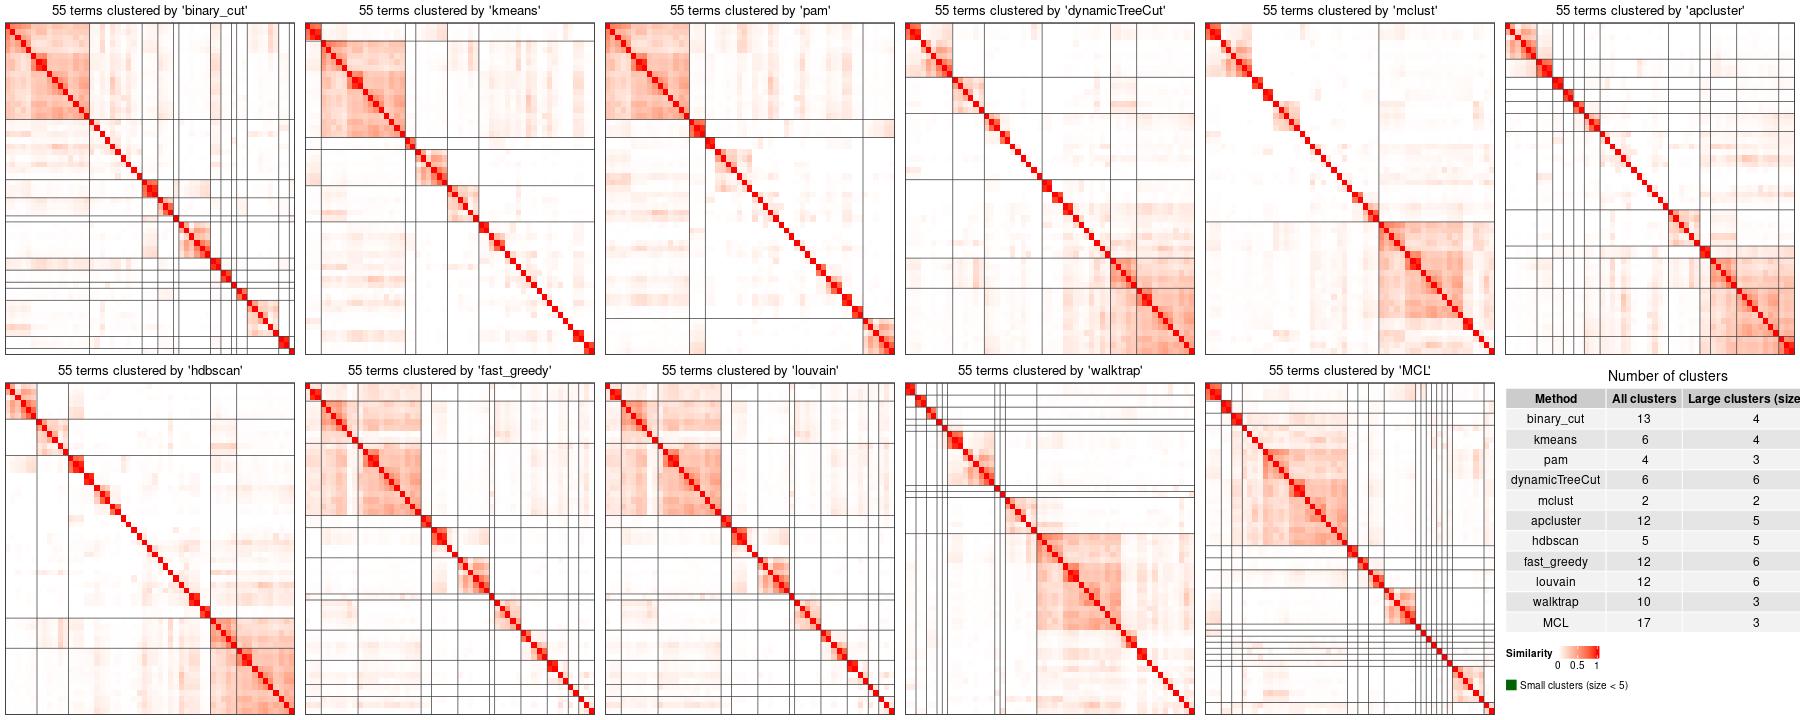 55 terms clustered by 'binary_cut'
55 terms clustered by 'kmeans'
55 terms clustered by 'pam'
55 terms clustered by 'dynamicTreeCut'
55 terms clustered by 'mclust'
55 terms clustered by 'apcluster'
55 terms clustered by 'hdbscan'
55 terms clustered by 'fast_greedy'
55 terms clustered by 'louvain'
55 terms clustered by 'walktrap'
55 terms clustered by 'MCL'
Number of clusters
Method All clusters Large clusters (size
binary_cut 13 4
kmeans 6 4
pam 4 3
dynamicTreeCut 6 6
mclust 2 2
apcluster 12 5
hdbscan 5 5
fast_greedy 12 6
louvain 12 6
walktrap 10 3
MCL 17 3
Similarity
0 0.5 1
Small clusters (size < 5)